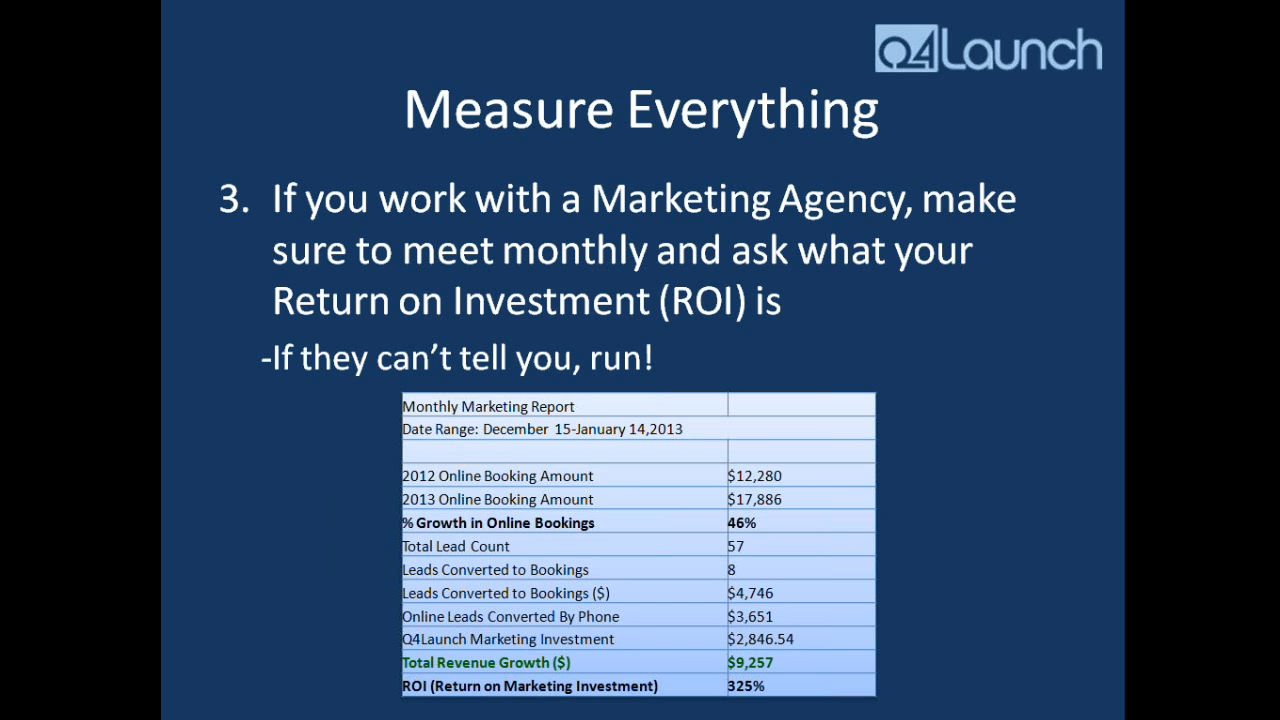 Q4Launch
Measure Everything
3. If you work with a Marketing Agency, make
sure to meet monthly and ask what your
Return on Investment (ROI) is
-If they can't tell you, run!
Monthly Marketing Report
Date Range: December 15-January 14,2013
2012 Online Booking Amount $12,280
2013 Online Booking Amount $17,886
% Growth in Online Bookings 46%
Total Lead Count 57
Leads Converted to Bookings 8
Leads Converted to Bookings ($) $4,746
Online Leads Converted By Phone $3,651
Q4Launch Marketing Investment $2,846.54
Total Revenue Growth ($) $9,257
ROI (Return on Marketing Investment) 325%